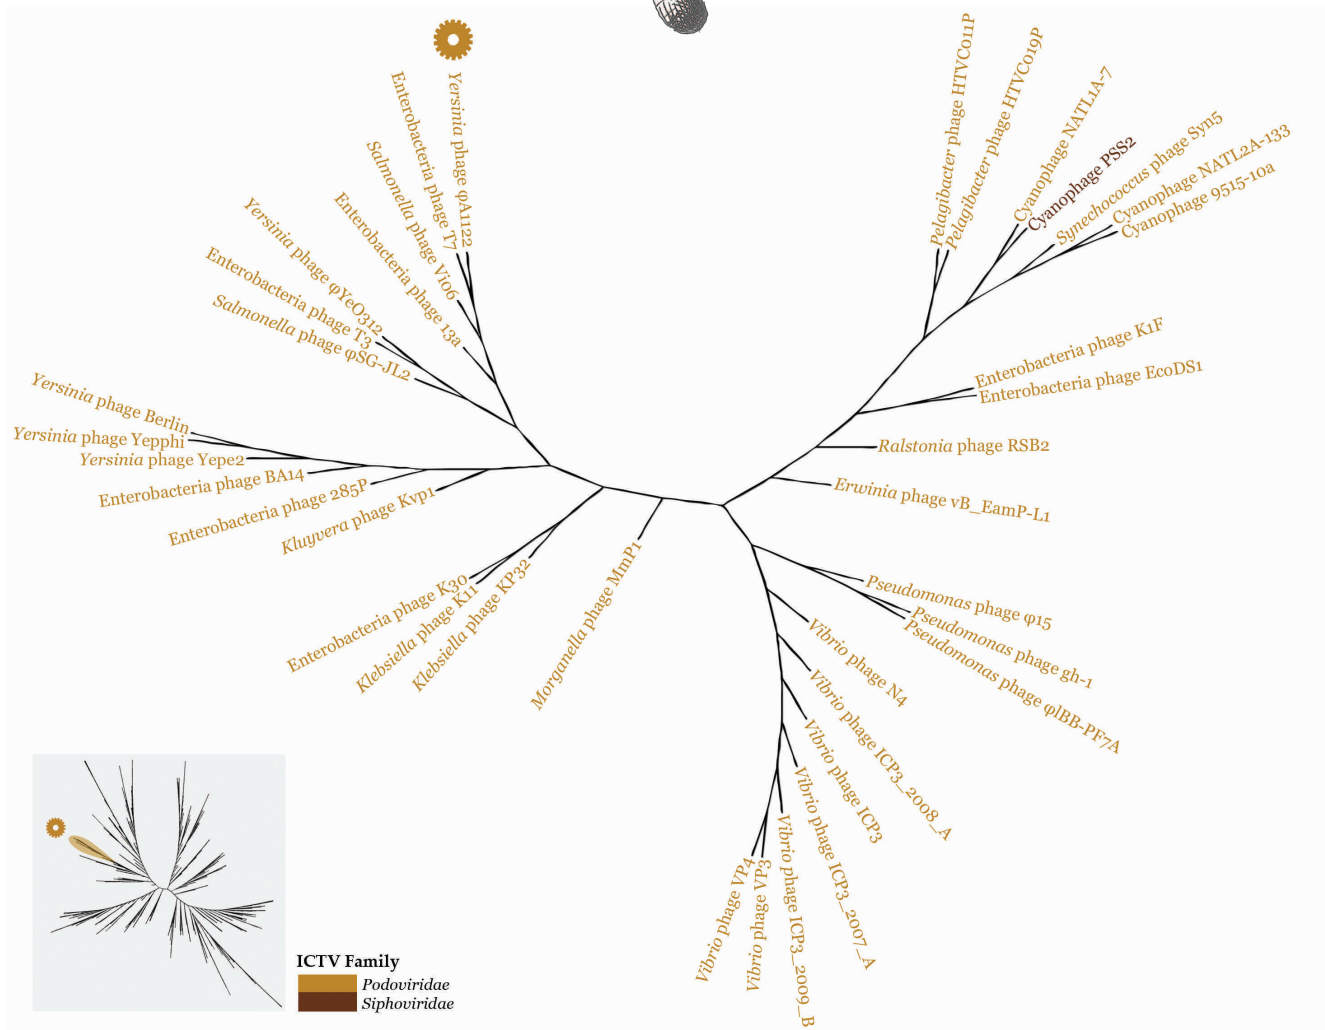 Yersinia phage φA1122
Enterobacteria phage T7
Salmonella phage Vi06
Enterobacteria phage 13a
Yersinia phage φYeO312
Enterobacteria phage T3
Salmonella phage φSG-JL2
Yersinia phage Berlin
Yersinia phage Yepphi
Yersinia phage Yepe2
Enterobacteria phage BA14
Enterobacteria phage 285P
Kluyvera phage Kvp1
Enterobacteria phage K30
Klebsiella phage K11
Klebsiella phage KP32
Morganella phage MmP1
Pelagibacter phage HTVC011P
Pelagibacter phage HTVC019P
Cyanophage NATL1A-7
Cyanophage PSS2
Synechococcus phage Syn5
Cyanophage NATL2A-133
Cyanophage 9515-10a
Enterobacteria phage K1F
Enterobacteria phage EcoDS1
Ralstonia phage RSB2
Erwinia phage vB_EamP-L1
Pseudomonas phage φ15
Pseudomonas phage gh-1
Pseudomonas phage φlBB-PF7A
Vibrio phage N4
Vibrio phage ICP3_2008_A
Vibrio phage ICP3
Vibrio phage ICP3_2007_A
Vibrio phage ICP3_2009_B
Vibrio phage VP3
Vibrio phage VP4
ICTV Family
Podoviridae
Siphoviridae